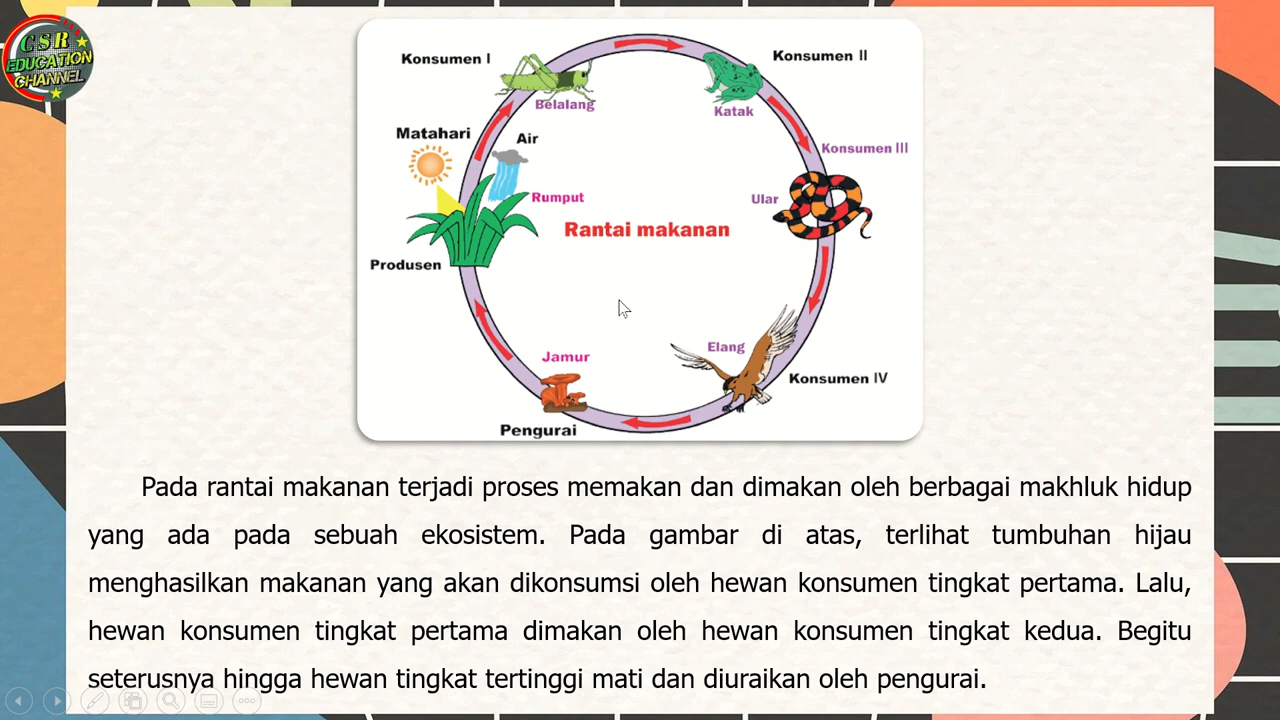 CSR
EDUCATION
CHANNEL
Konsumen I
Belalang
Konsumen II
Katak
Matahari
Air
Konsumen III
Rumput
Ular
Rantai makanan
Produsen
Elang
Jamur
Konsumen IV
Pengurai
Pada rantai makanan terjadi proses memakan dan dimakan oleh berbagai makhluk hidup
yang ada pada sebuah ekosistem. Pada gambar di atas, terlihat tumbuhan hijau
menghasilkan makanan yang akan dikonsumsi oleh hewan konsumen tingkat pertama. Lalu,
hewan konsumen tingkat pertama dimakan oleh hewan konsumen tingkat kedua. Begitu
seterusnya hingga hewan tingkat tertinggi mati dan diuraikan oleh pengurai.